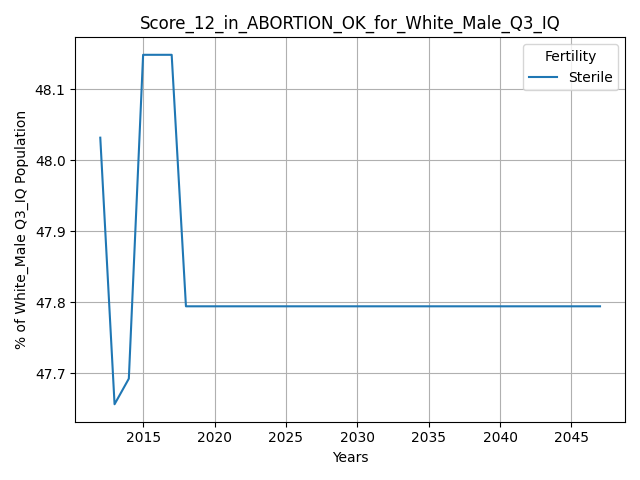 Score_12_in_ABORTION_OK_for_White_Male_Q3_IQ
Fertility
Sterile
% of White_Male Q3_IQ Population
48.1
48.0
47.9
47.8
47.7
2015 2020 2025 2030 2035 2040 2045
Years